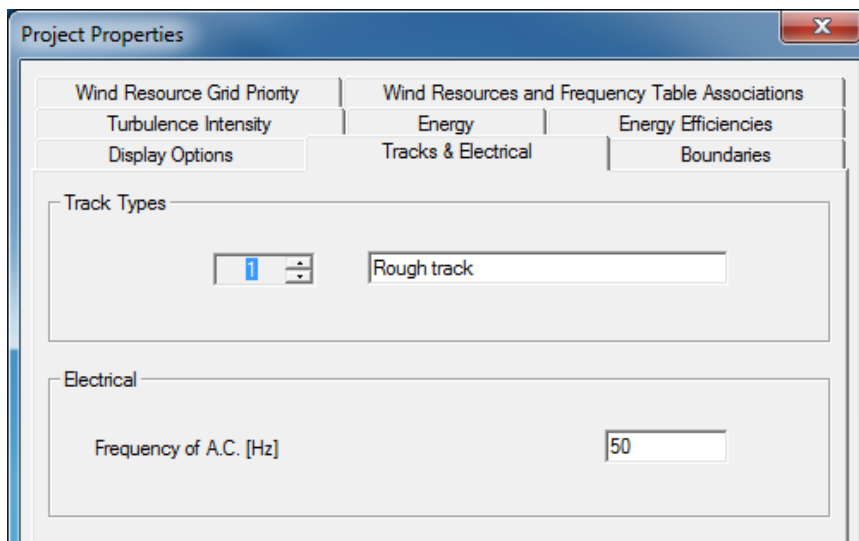 Project Properties
Wind Resource Grid Priority Wind Resources and Frequency Table Associations
Turbulence Intensity Energy Energy Efficiencies
Display Options Tracks & Electrical Boundaries
Track Types
1 Rough track
Electrical
Frequency of A.C. [Hz] 50